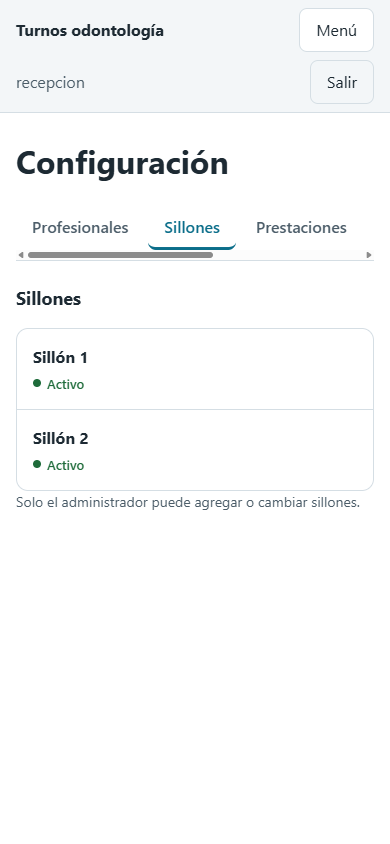 Turnos odontología
Menú
recepcion
Salir
Configuración
Profesionales
Sillones
Prestaciones
Sillones
Sillón 1
Activo
Sillón 2
Activo
Solo el administrador puede agregar o cambiar sillones.